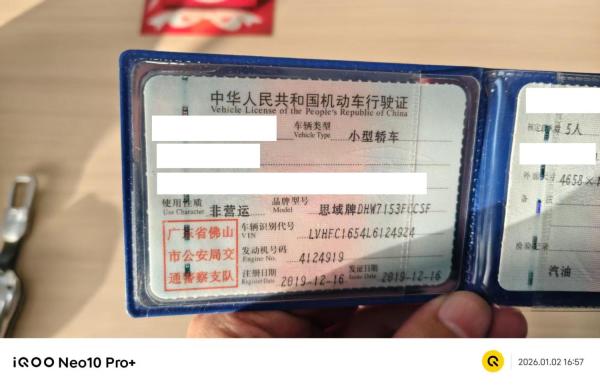 中华人民共和国机动车行驶证
Vehicle License of the People's Republic of China
车辆类型
Vehicle Type
小型轿车
使用性质
Use Character
非营运
品牌型号
Model
思域牌DHW7153FCCSF
车辆识别代号
VIN
LVHFC1654L6124924
发动机号码
Engine No.
4124919
注册日期
Register Date
2019-12-16
发证日期
Issue Date
2019-12-16
广东省佛山
市公安局交
通警察支队
5人
4658×1
汽油
iQOO Neo10 Pro+
2026.01.02 16:57